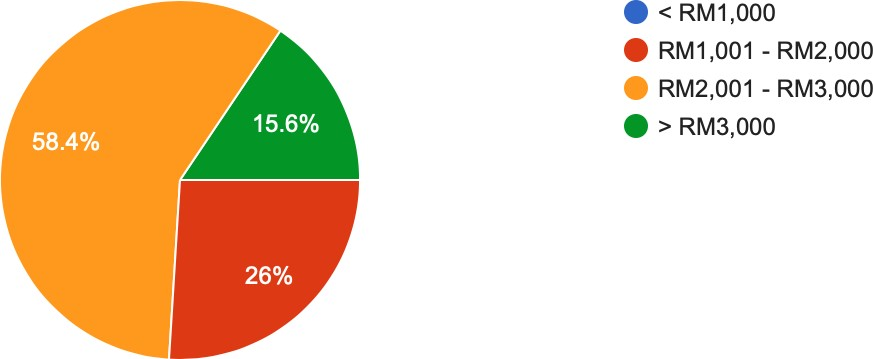 < RM1,000
RM1,001 - RM2,000
RM2,001 - RM3,000
> RM3,000
58.4%
15.6%
26%